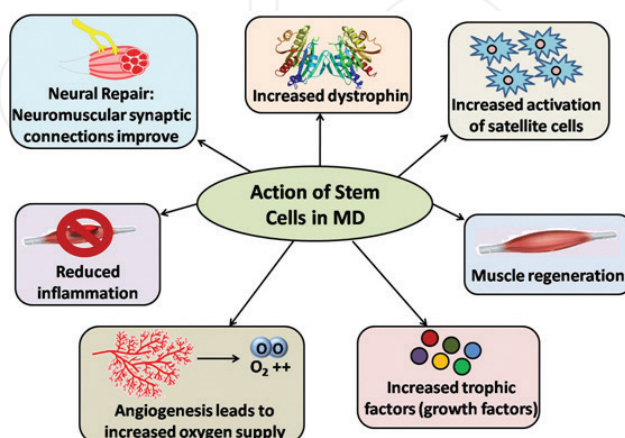 Neural Repair:
Neuromuscular synaptic
connections improve
Increased dystrophin
Increased activation
of satellite cells
Action of Stem
Cells in MD
Reduced
inflammation
Muscle regeneration
O O
O2 ++
Angiogenesis leads to
increased oxygen supply
Increased trophic
factors (growth factors)